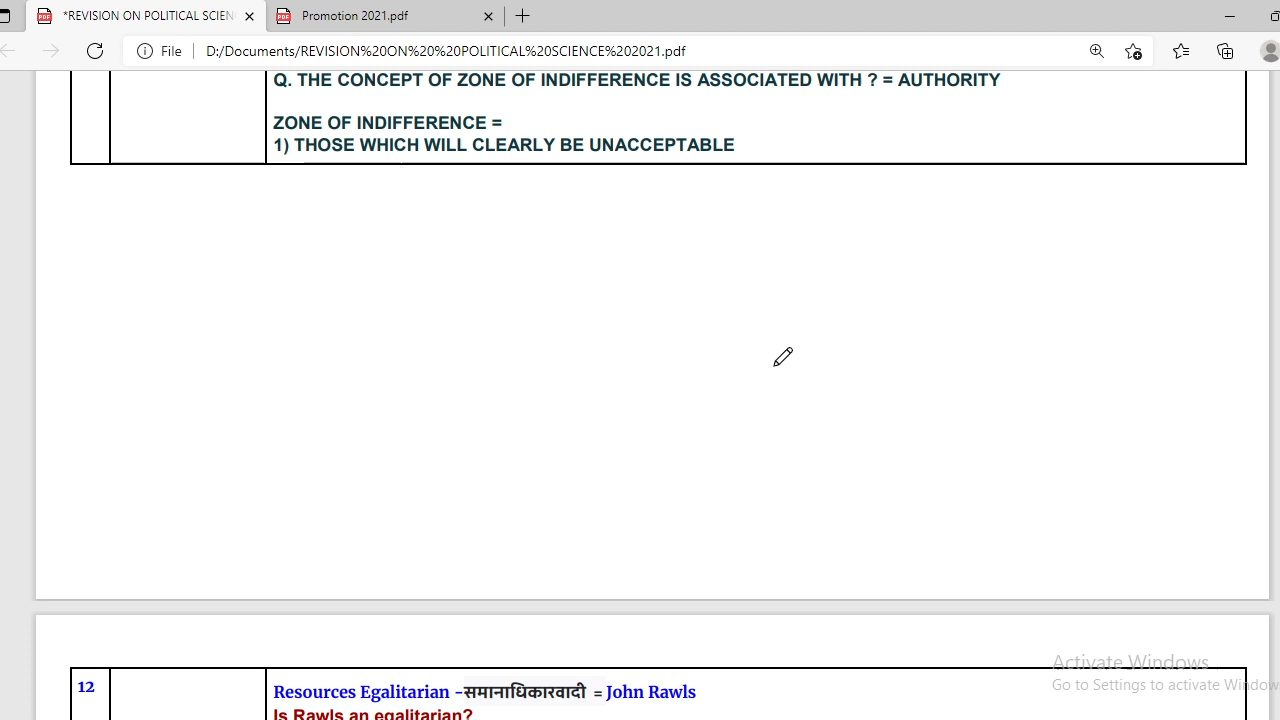 *REVISION ON POLITICAL SCIEN
Promotion 2021.pdf
File
D:/Documents/REVISION%20ON%20%20POLITICAL%20SCIENCE%202021.pdf
Q. THE CONCEPT OF ZONE OF INDIFFERENCE IS ASSOCIATED WITH ? = AUTHORITY
ZONE OF INDIFFERENCE =
1) THOSE WHICH WILL CLEARLY BE UNACCEPTABLE
Activate Windows
Go to Settings to activate Window
12
Resources Egalitarian -समानाधिकारवादी = John Rawls
Is Rawls an egalitarian?